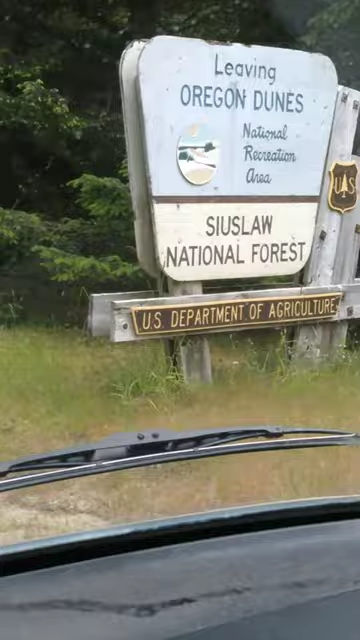 Leaving
OREGON DUNES
National
Recreation
Area
SIUSLAW
NATIONAL FOREST
U.S. DEPARTMENT OF AGRICULTURE
U S